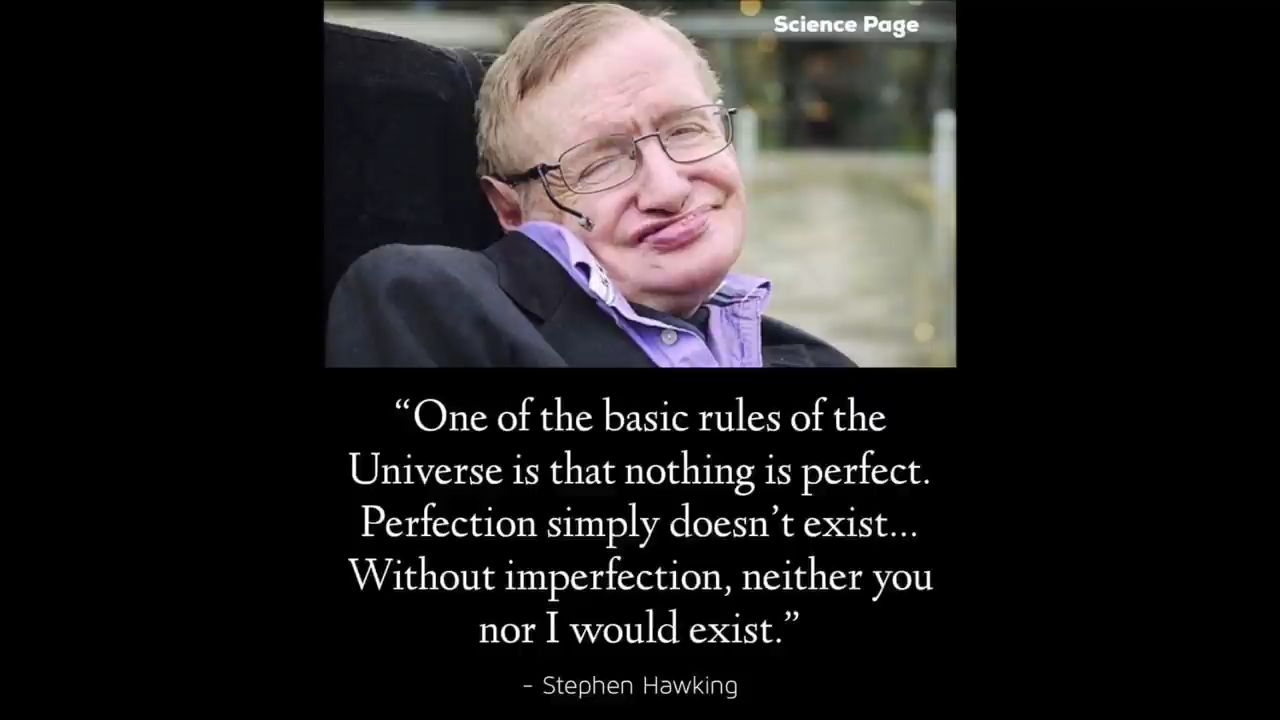 Science Page
“One of the basic rules of the
Universe is that nothing is perfect.
Perfection simply doesn’t exist...
Without imperfection, neither you
nor I would exist.”
- Stephen Hawking